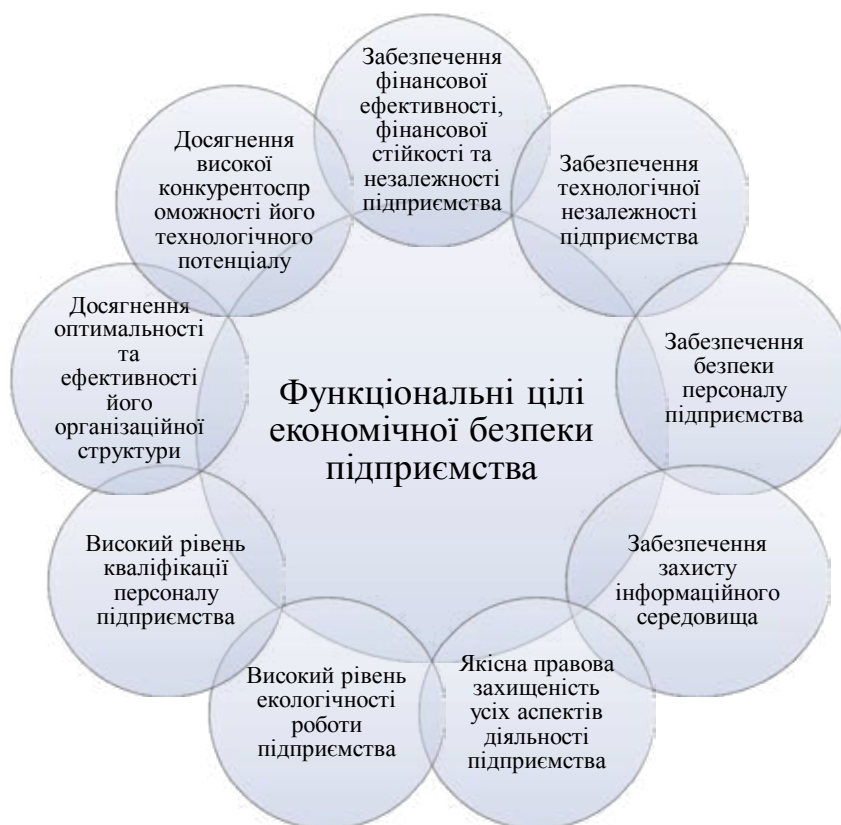 Забезпечення
фінансової
ефективності,
фінансової
стійкості та
незалежності
підприємства
Забезпечення
технологічної
незалежності
підприємства
Забезпечення
безпеки
персоналу
підприємства
Забезпечення
захисту
інформаційного
середовища
Якісна правова
захищеність
усіх аспектів
діяльності
підприємства
Високий рівень
екологічності
роботи
підприємства
Високий рівень
кваліфікації
персоналу
підприємства
Досягнення
оптимальності
та
ефективності
його
організаційної
структури
Досягнення
високої
конкурентоспр
оможності його
технологічного
потенціалу
Функціональні цілі
економічної безпеки
підприємства